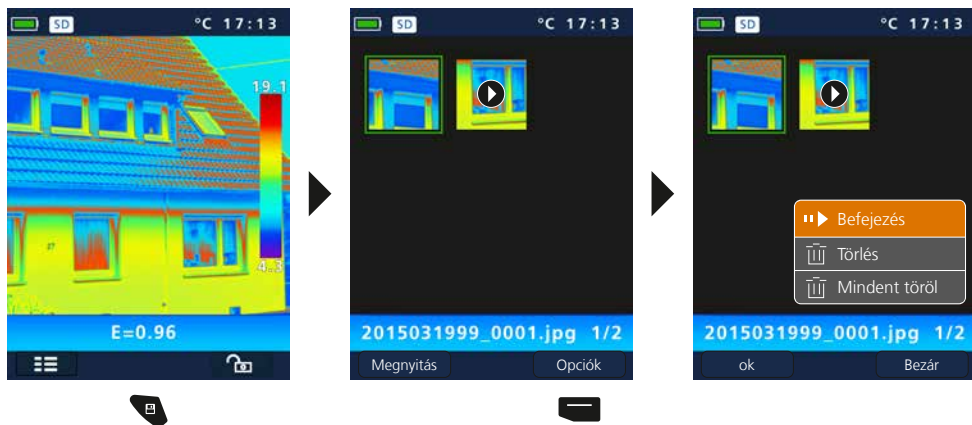 SD °C 17:13
19.1
4.3
E=0.96
SD °C 17:13
2015031999_0001.jpg 1/2
Megnyitás Opciók
SD °C 17:13
Befejezés
Törlés
Mindent töröl
2015031999_0001.jpg 1/2
ok Bezár